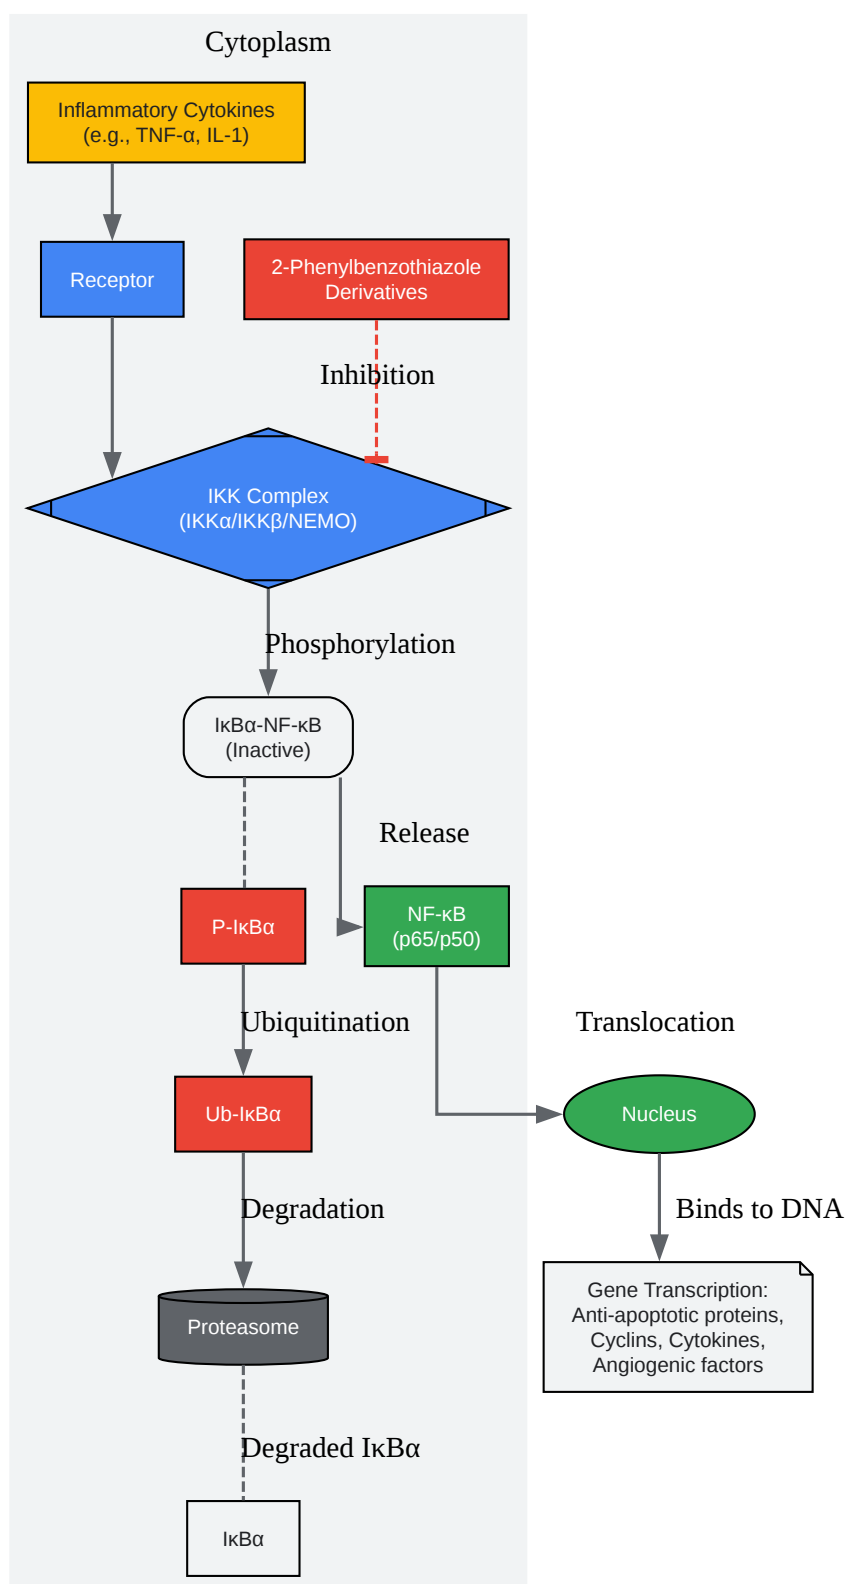 Cytoplasm
Inflammatory Cytokines
(e.g., TNF-α, IL-1)
Receptor
2-Phenylbenzothiazole
Derivatives
Inhibition
IKK Complex
(IKKα/IKKβ/NEMO)
Phosphorylation
IκBα-NF-κB
(Inactive)
Release
P-IκBα
NF-κB
(p65/p50)
Ubiquitination
Translocation
Ub-IκBα
Nucleus
Degradation
Binds to DNA
Proteasome
Gene Transcription:
Anti-apoptotic proteins,
Cyclins, Cytokines,
Angiogenic factors
Degraded IκBα
IκBα